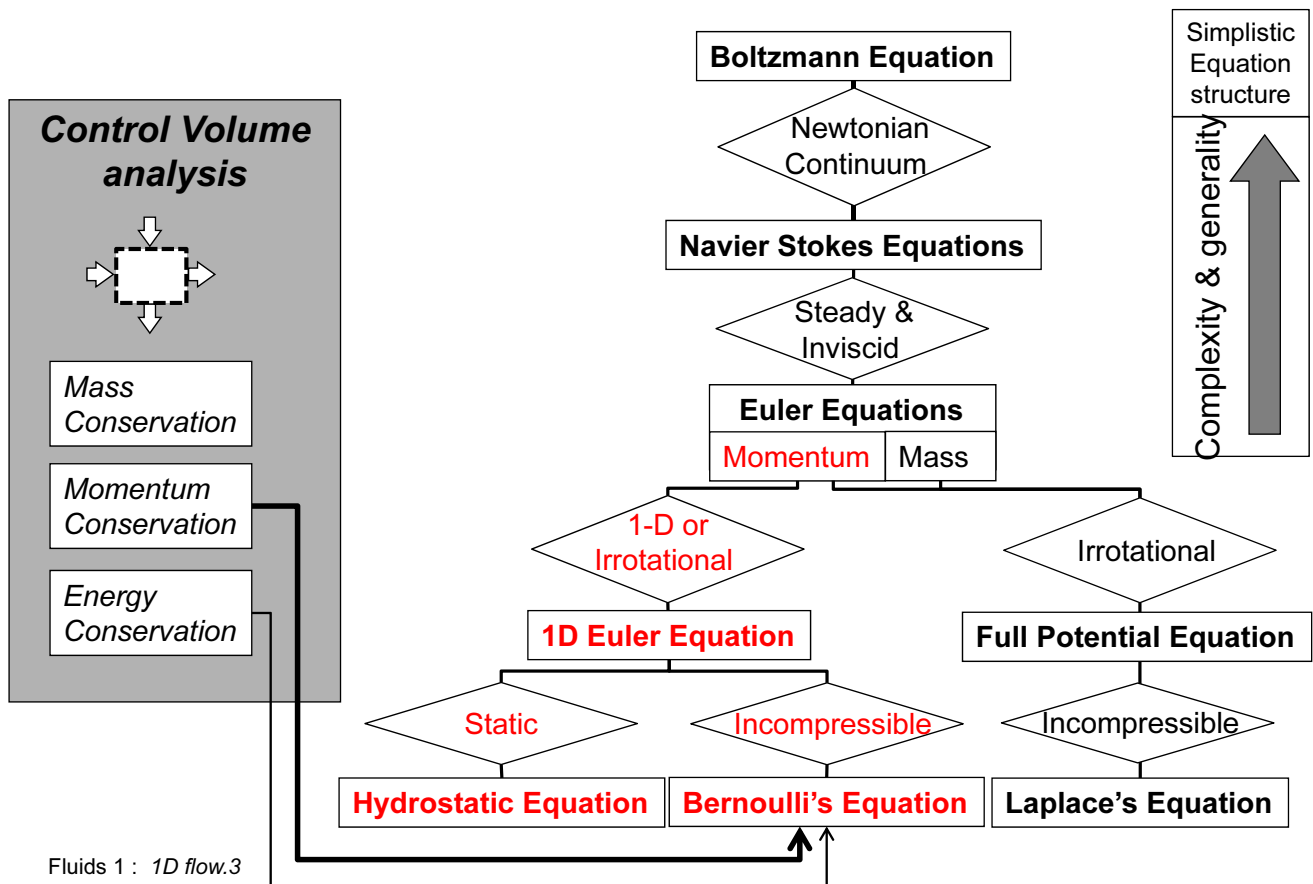 Control Volume
analysis
Mass
Conservation
Momentum
Conservation
Energy
Conservation
Boltzmann Equation
Newtonian
Continuum
Navier Stokes Equations
Steady &
Inviscid
Euler Equations
Momentum
Mass
1-D or
Irrotational
Irrotational
1D Euler Equation
Full Potential Equation
Static
Incompressible
Incompressible
Hydrostatic Equation
Bernoulli’s Equation
Laplace’s Equation
Simplistic
Equation
structure
Complexity & generality
Fluids 1 : 1D flow.3